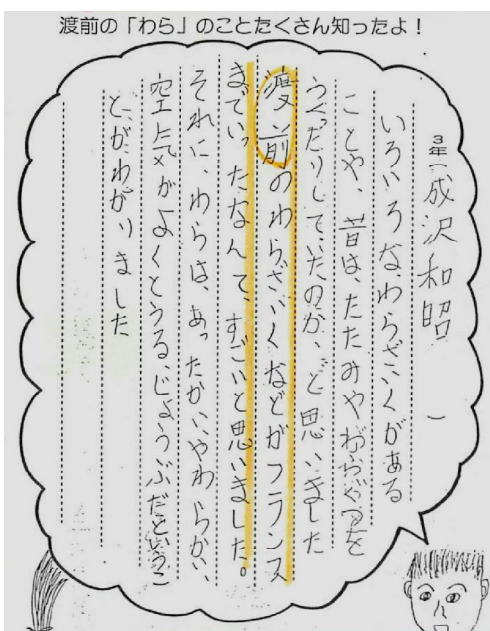 渡前の「わら」のことたくさん知ったよ！
3年 成沢和昭
いろいろなわらざいくがある
ことや、昔は、たたみやわらぐつを
つくったりしていたのか、ど思いました
渡前のわらざいくなどがフランス
まていったなんて、すごいと思いました。
それに、わらは、あったかい、やわらかい、
空気がよくとうる、じょうぶだというこ
とがわかりました